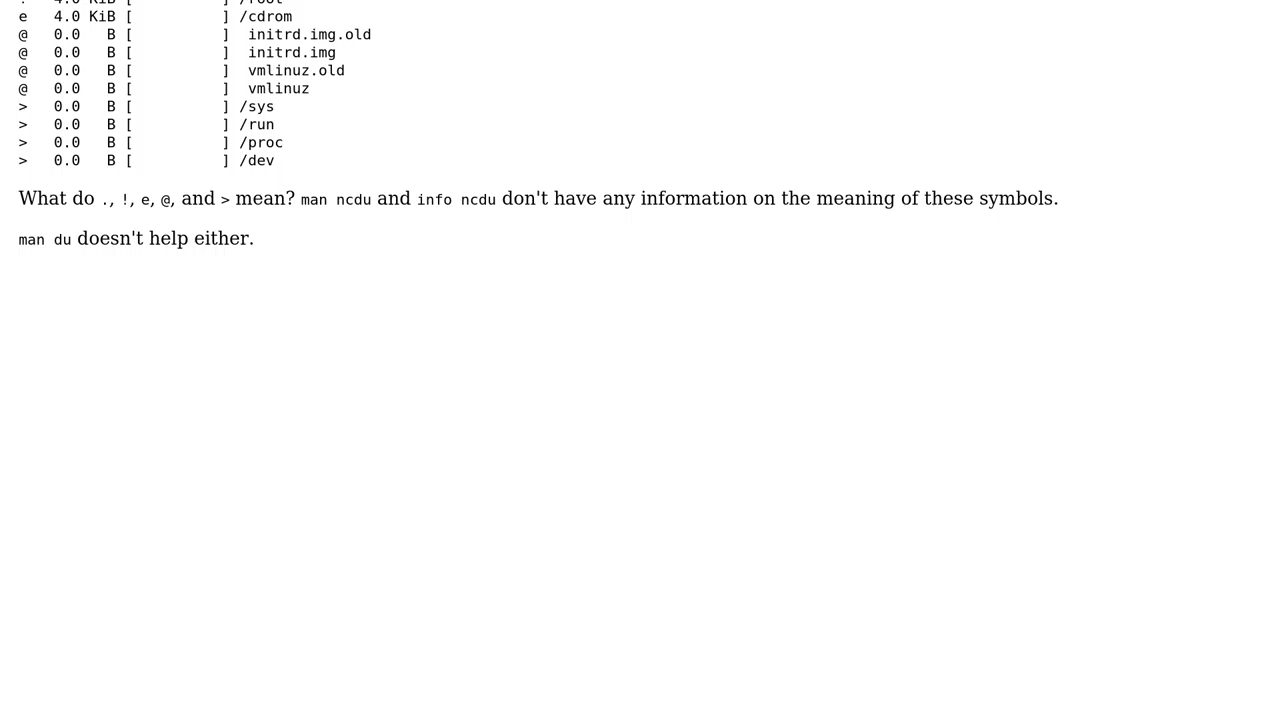 e   4.0 KiB [          ] /cdrom
@   0.0   B [          ]  initrd.img.old
@   0.0   B [          ]  initrd.img
@   0.0   B [          ]  vmlinuz.old
@   0.0   B [          ]  vmlinuz
>   0.0   B [          ] /sys
>   0.0   B [          ] /run
>   0.0   B [          ] /proc
>   0.0   B [          ] /dev
What do ., !, e, @, and > mean? man ncdu and info ncdu don't have any information on the meaning of these symbols.
man du doesn't help either.